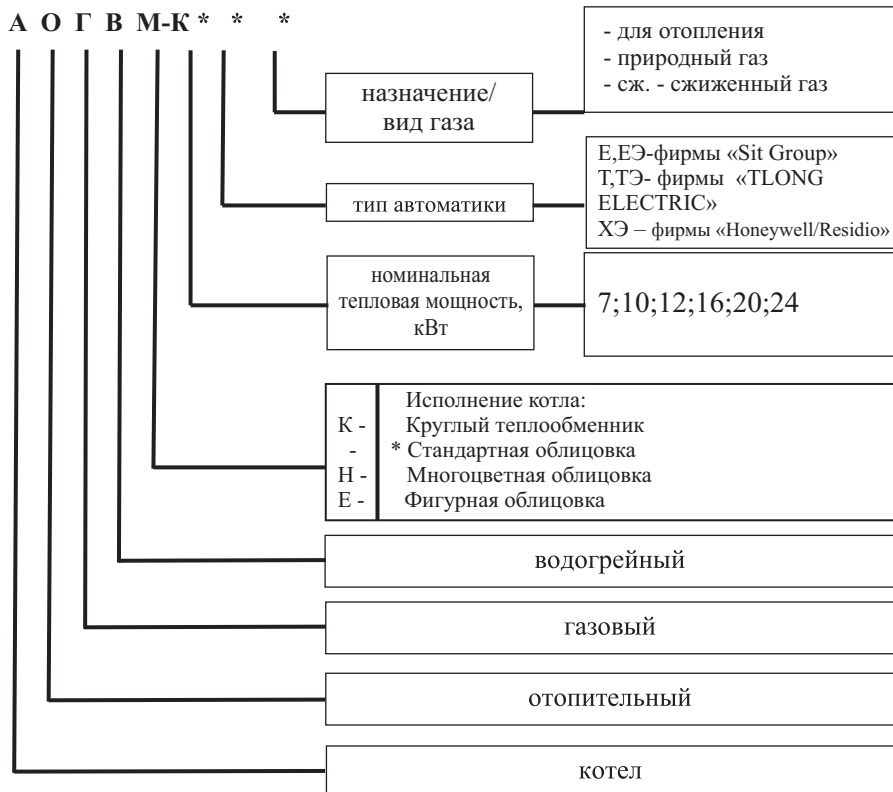 А О Г В М-К * * *
- для отопления
- природный газ
- сж. - сжиженный газ
назначение/
вид газа
Е,ЕЭ-фирмы «Sit Group»
Т,ТЭ- фирмы «TLONG
ELECTRIC»
ХЭ – фирмы «Honeywell/Residio»
тип автоматики
номинальная
тепловая мощность,
кВт
7;10;12;16;20;24
Исполнение котла:
К - Круглый теплообменник
- * Стандартная облицовка
Н - Многоцветная облицовка
Е - Фигурная облицовка
водогрейный
газовый
отопительный
котел